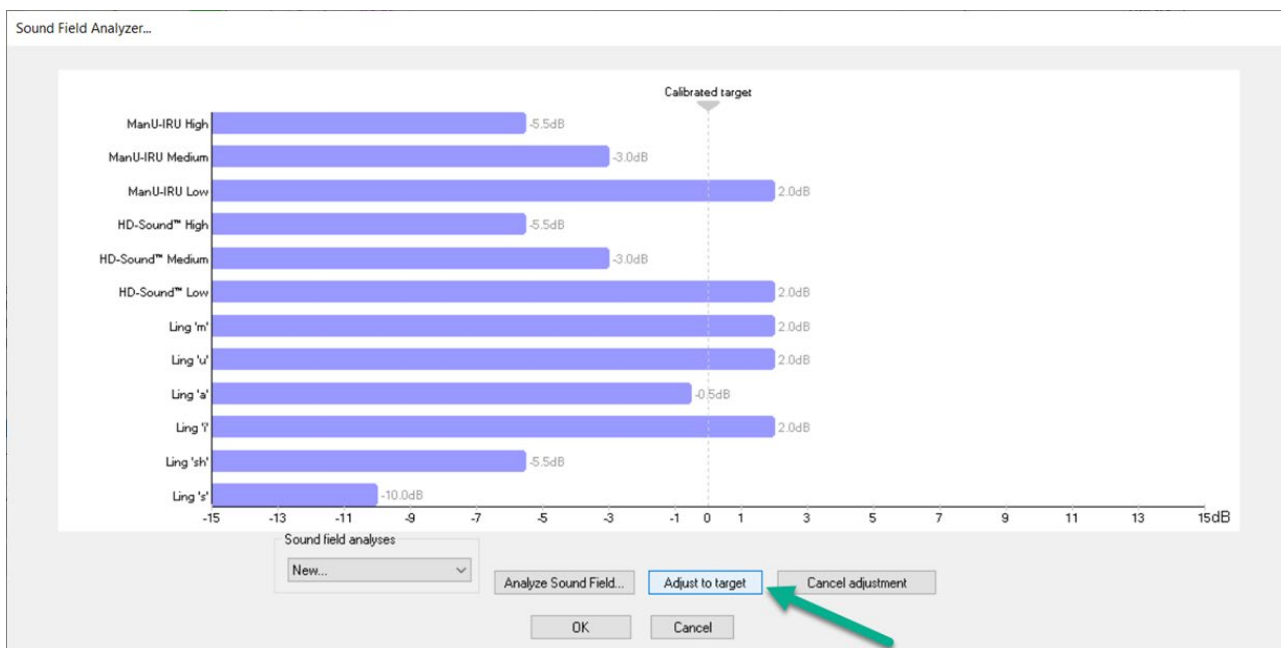 Sound Field Analyzer...
Calibrated target
ManU-IRU High -5.5dB
ManU-IRU Medium -3.0dB
ManU-IRU Low 2.0dB
HD-Sound™ High -5.5dB
HD-Sound™ Medium -3.0dB
HD-Sound™ Low 2.0dB
Ling 'm' 2.0dB
Ling 'u' 2.0dB
Ling 'a' -0.5dB
Ling 'i' 2.0dB
Ling 'sh' -5.5dB
Ling 's' -10.0dB
-15 -13 -11 -9 -7 -5 -3 -1 0 1 3 5 7 9 11 13 15dB
Sound field analyses
New... Analyze Sound Field... Adjust to target Cancel adjustment
OK Cancel